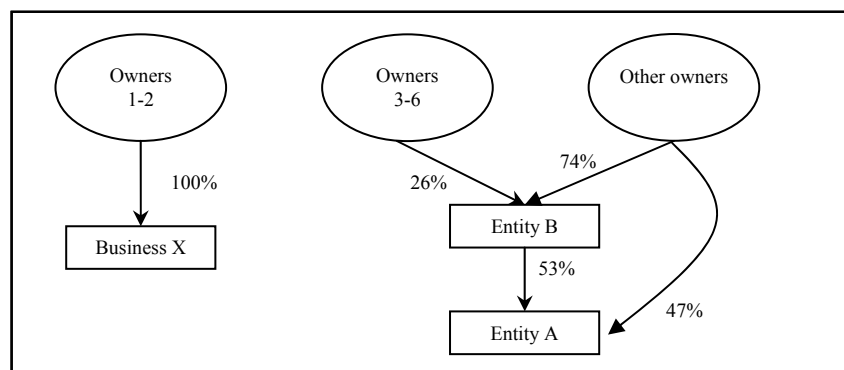 Owners
1-2
Owners
3-6
Other owners
100%
26%
74%
Business X
Entity B
53%
47%
Entity A